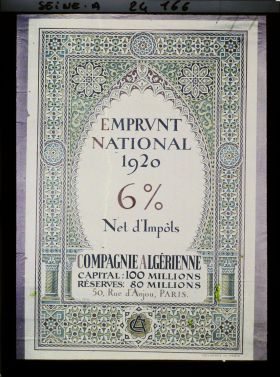 SEINE-A 24 166
EMPRVNT
NATIONAL
1920
6%
Net d'Impôts
COMPAGNIE ALGÉRIENNE
CAPITAL: 100 MILLIONS
RÉSERVES: 80 MILLIONS
50, Rue d'Anjou, PARIS.